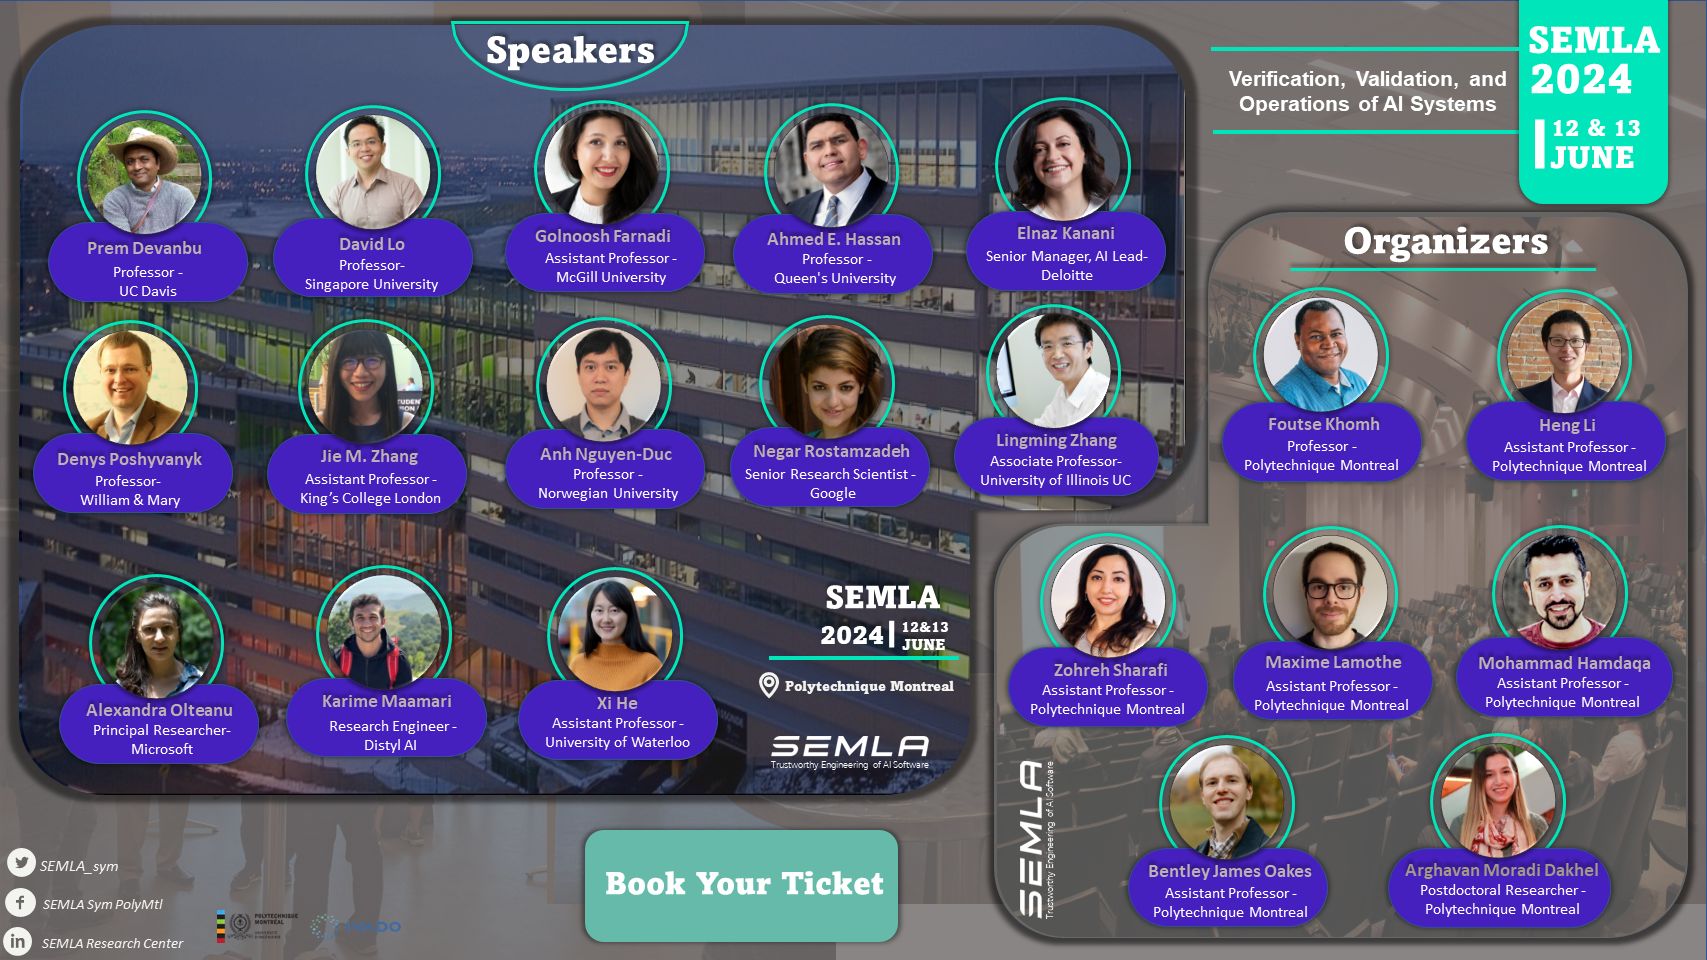 Speakers
Prem Devanbu
Professor -
UC Davis
David Lo
Professor-
Singapore University
Golnoosh Farnadi
Assistant Professor -
McGill University
Ahmed E. Hassan
Professor -
Queen's University
Elnaz Kanani
Senior Manager, AI Lead-
Deloitte
Denys Poshyvanyk
Professor-
William & Mary
Jie M. Zhang
Assistant Professor -
King’s College London
Anh Nguyen-Duc
Professor -
Norwegian University
Negar Rostamzadeh
Senior Research Scientist -
Google
Lingming Zhang
Associate Professor-
University of Illinois UC
Alexandra Olteanu
Principal Researcher-
Microsoft
Karime Maamari
Research Engineer -
Distyl AI
Xi He
Assistant Professor -
University of Waterloo
SEMLA
2024
12&13
JUNE
Polytechnique Montreal
SEMLA
Trustworthy Engineering of AI Software
Verification, Validation, and
Operations of AI Systems
SEMLA
2024
12 & 13
JUNE
Organizers
Foutse Khomh
Professor -
Polytechnique Montreal
Heng Li
Assistant Professor -
Polytechnique Montreal
Zohreh Sharafi
Assistant Professor -
Polytechnique Montreal
Maxime Lamothe
Assistant Professor -
Polytechnique Montreal
Mohammad Hamdaqa
Assistant Professor -
Polytechnique Montreal
Bentley James Oakes
Assistant Professor -
Polytechnique Montreal
Arghavan Moradi Dakhel
Postdoctoral Researcher -
Polytechnique Montreal
SEMLA
Trustworthy Engineering of AI Software
Book Your Ticket
SEMLA_sym
SEMLA Sym PolyMtl
SEMLA Research Center
POLYTECHNIQUE
MONTRÉAL